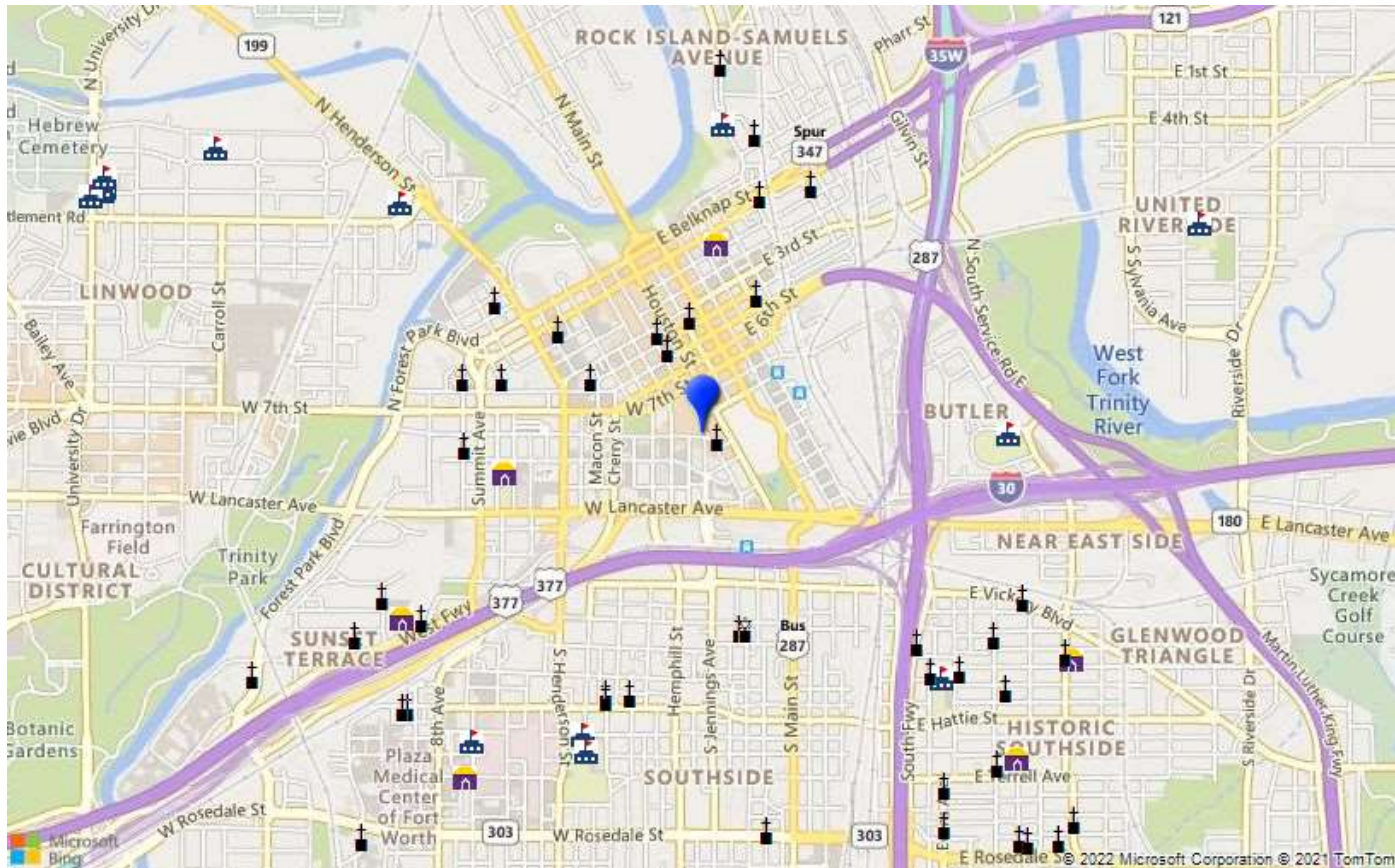 121
ROCK ISLAND-SAMUELS
AVENUE
Pharr St
35W
199
N University Dr
E 1st St
N Henderson St
N Main St
E 4th St
Hebrew
Cemetery
Spur
347
Gilvin St
tlement Rd
E Belknap St
UNITED
RIVERSIDE
E 3rd St
287
S Sylvania Ave
LINWOOD
Carroll St
Houston St
E 6th St
N South Service Rd E
Bailey Ave
N Forest Park Blvd
Riverside Dr
West
Fork
Trinity
River
W 7th St
W 7th St
BUTLER
wie Blvd
University Dr
Summit Ave
Macon St
Cherry St
30
W Lancaster Ave
W Lancaster Ave
180
E Lancaster Ave
Farrington
Field
NEAR EAST SIDE
Trinity
Park
CULTURAL
DISTRICT
Forest Park Blvd
377
377
Sycamore
Creek
Golf
Course
E Vickery Blvd
West Fwy
SUNSET
TERRACE
Bus
287
GLENWOOD
TRIANGLE
S Henderson St
Hemphill St
S Jennings Ave
S Main St
Martin Luther King Fwy
S Riverside Dr
8th Ave
E Hattie St
Botanic
Gardens
HISTORIC
SOUTHSIDE
South Fwy
Plaza
Medical
Center
of Fort
Worth
SOUTHSIDE
E Terrell Ave
W Rosedale St
303
W Rosedale St
303
Microsoft
Bing
E Rosedale St
© 2022 Microsoft Corporation © 2021 TomTom